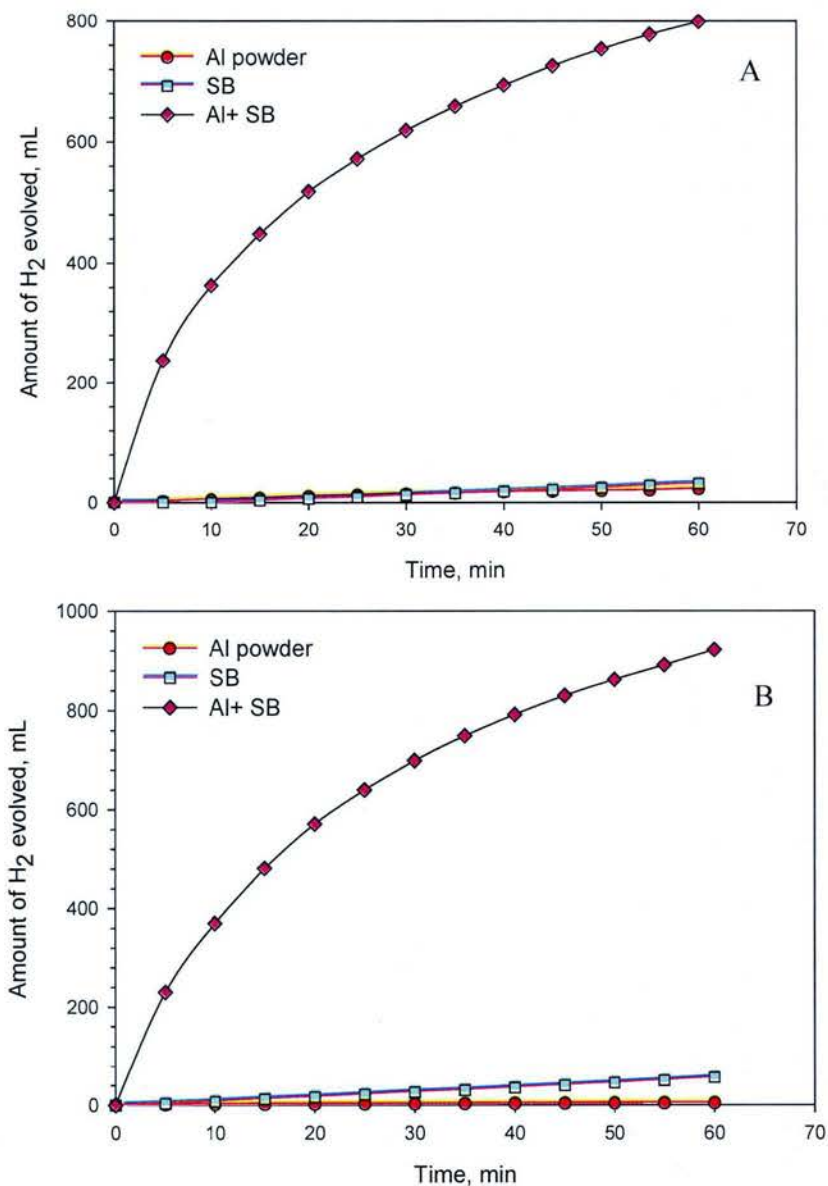 800
600
400
200
0
Amount of H2 evolved, mL
Al powder
SB
Al+ SB
A
0 10 20 30 40 50 60 70
Time, min
1000
800
600
400
200
0
Amount of H2 evolved, mL
Al powder
SB
Al+ SB
B
0 10 20 30 40 50 60 70
Time, min